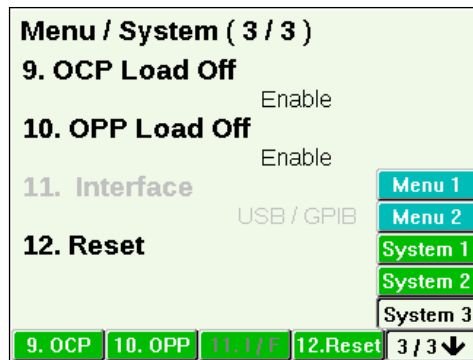 Menu / System ( 3 / 3 )
9. OCP Load Off
Enable
10. OPP Load Off
Enable
11. Interface
USB / GPIB
12. Reset
Menu 1
Menu 2
System 1
System 2
System 3
9. OCP 10. OPP 11. I / F 12.Reset 3 / 3 🡫